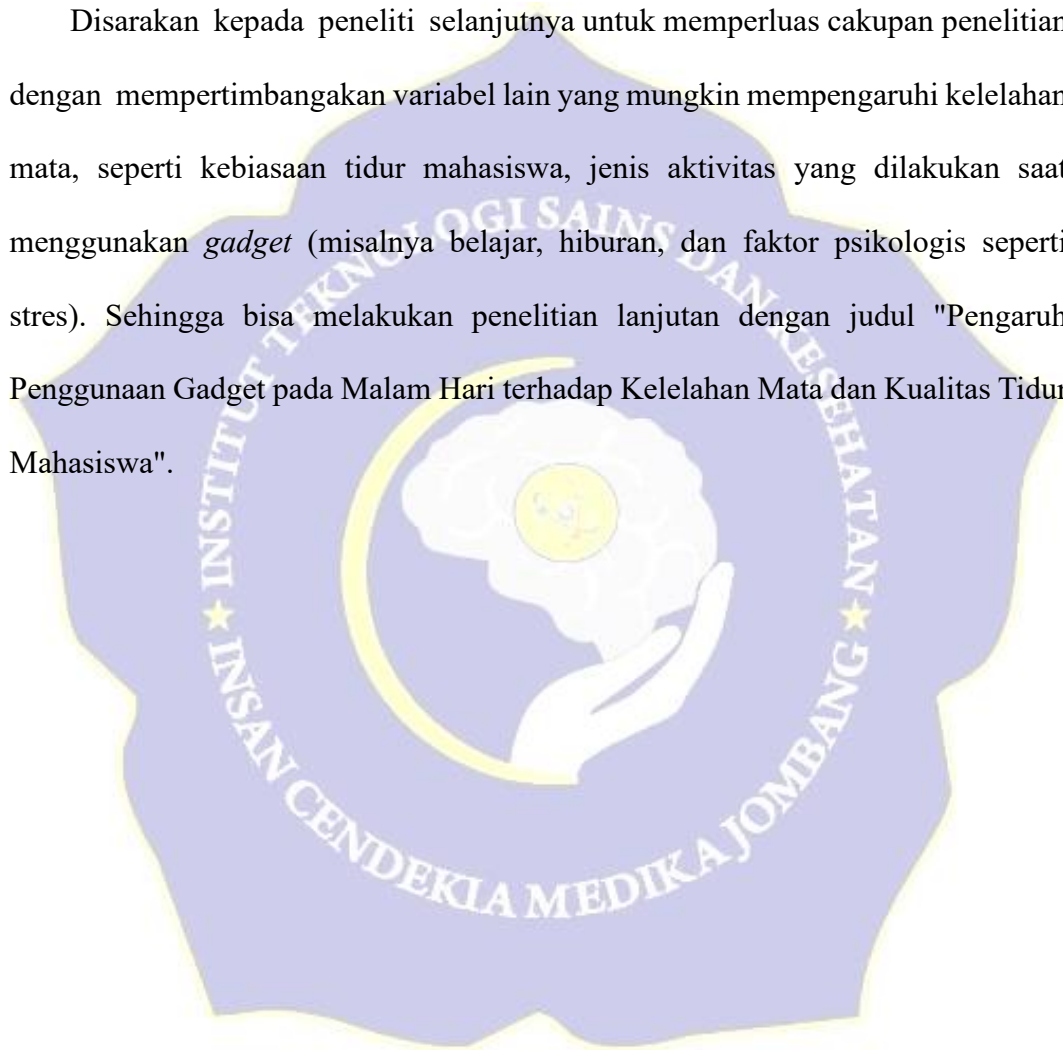 Disarakan kepada peneliti selanjutnya untuk memperluas cakupan penelitian
dengan mempertimbangakan variabel lain yang mungkin mempengaruhi kelelahan
mata, seperti kebiasaan tidur mahasiswa, jenis aktivitas yang dilakukan saat
menggunakan gadget (misalnya belajar, hiburan, dan faktor psikologis seperti
stres). Sehingga bisa melakukan penelitian lanjutan dengan judul "Pengaruh
Penggunaan Gadget pada Malam Hari terhadap Kelelahan Mata dan Kualitas Tidur
Mahasiswa".
INSTITUT TEKNOLOGI SAINS DAN KESEHATAN
INSAN CENDEKIA MEDIKA JOMBANG